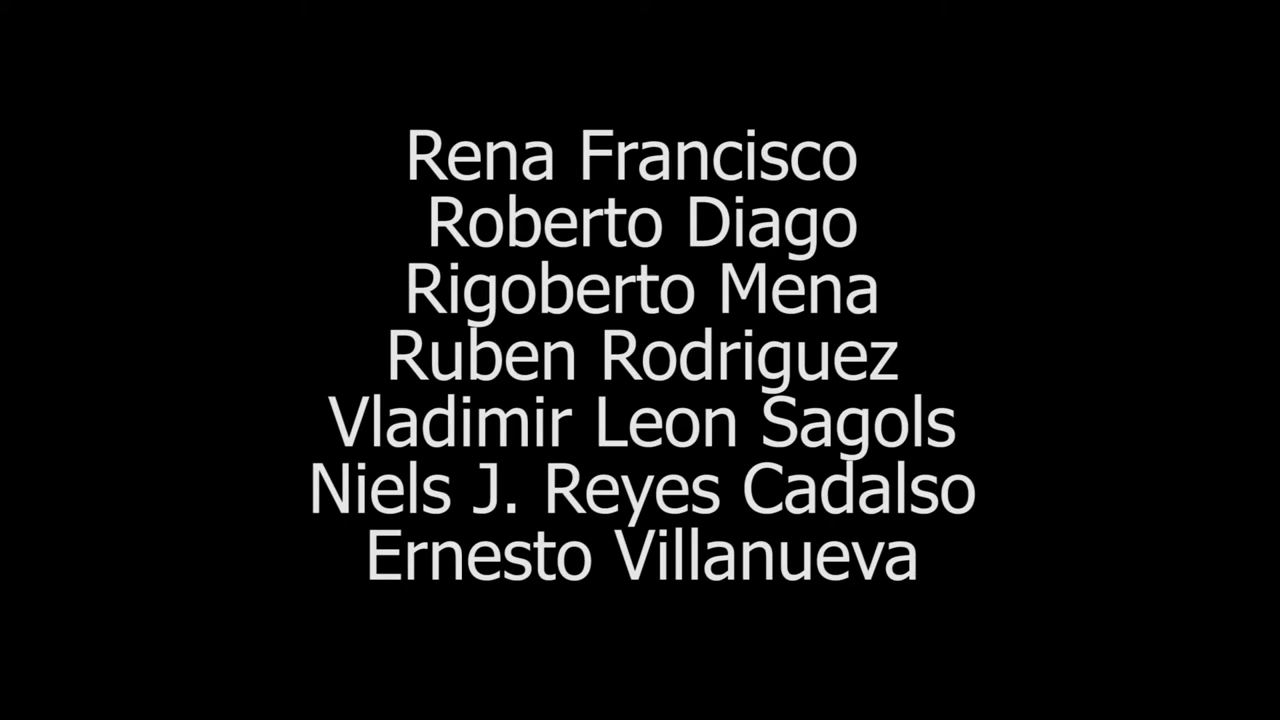 Rena Francisco
Roberto Diago
Rigoberto Mena
Ruben Rodriguez
Vladimir Leon Sagols
Niels J. Reyes Cadalso
Ernesto Villanueva